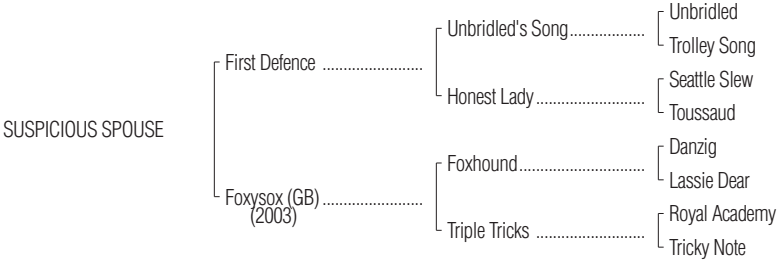 Unbridled
Unbridled's Song..................
Trolley Song
First Defence ........................
Seattle Slew
Honest Lady..........................
Toussaud
SUSPICIOUS SPOUSE
Danzig
Foxhound..............................
Lassie Dear
Foxysox (GB)........................
(2003)
Royal Academy
Triple Tricks ..........................
Tricky Note